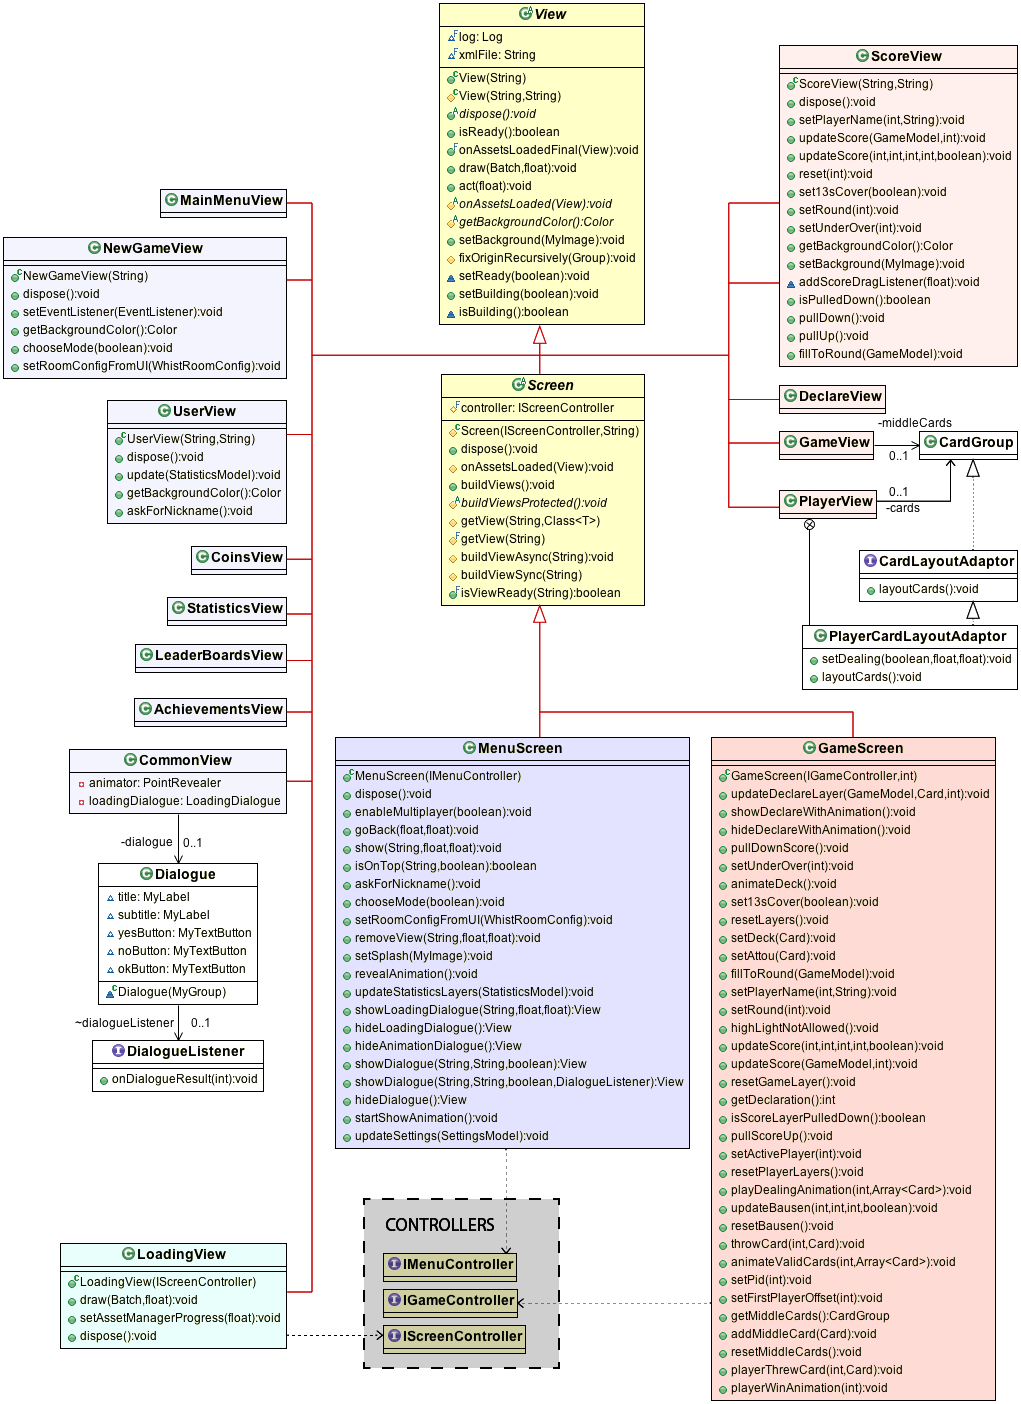 View
log: Log
xmlFile: String
View(String)
View(String,String)
dispose():void
isReady():boolean
onAssetsLoadedFinal(View):void
draw(Batch,float):void
act(float):void
onAssetsLoaded(View):void
getBackgroundColor():Color
setBackground(MyImage):void
fixOriginRecursively(Group):void
setReady(boolean):void
setBuilding(boolean):void
isBuilding():boolean
ScoreView
ScoreView(String,String)
dispose():void
setPlayerName(int,String):void
updateScore(GameModel,int):void
updateScore(int,int,int,int,boolean):void
reset(int):void
set13sCover(boolean):void
setRound(int):void
setUnderOver(int):void
getBackgroundColor():Color
setBackground(MyImage):void
addScoreDragListener(float):void
isPulledDown():boolean
pullDown():void
pullUp():void
fillToRound(GameModel):void
MainMenuView
NewGameView
NewGameView(String)
dispose():void
setEventListener(EventListener):void
getBackgroundColor():Color
chooseMode(boolean):void
setRoomConfigFromUI(WhistRoomConfig):void
UserView
UserView(String,String)
dispose():void
update(StatisticsModel):void
getBackgroundColor():Color
askForNickname():void
CoinsView
StatisticsView
LeaderBoardsView
AchievementsView
CommonView
animator: PointRevealer
loadingDialogue: LoadingDialogue
-dialogue
0..1
Dialogue
title: MyLabel
subtitle: MyLabel
yesButton: MyTextButton
noButton: MyTextButton
okButton: MyTextButton
Dialogue(MyGroup)
~dialogueListener
0..1
DialogueListener
onDialogueResult(int):void
LoadingView
LoadingView(IScreenController)
draw(Batch,float):void
setAssetManagerProgress(float):void
dispose():void
Screen
controller: IScreenController
Screen(IScreenController,String)
dispose():void
onAssetsLoaded(View):void
buildViews():void
buildViewsProtected():void
getView(String,Class<T>)
getView(String)
buildViewAsync(String):void
buildViewSync(String)
isViewReady(String):boolean
DeclareView
GameView
-middleCards
0..1
CardGroup
PlayerView
0..1
-cards
CardLayoutAdaptor
layoutCards():void
PlayerCardLayoutAdaptor
setDealing(boolean,float,float):void
layoutCards():void
MenuScreen
MenuScreen(IMenuController)
dispose():void
enableMultiplayer(boolean):void
goBack(float,float):void
show(String,float,float):void
isOnTop(String,boolean):boolean
askForNickname():void
chooseMode(boolean):void
setRoomConfigFromUI(WhistRoomConfig):void
removeView(String,float,float):void
setSplash(MyImage):void
revealAnimation():void
updateStatisticsLayers(StatisticsModel):void
showLoadingDialogue(String,float,float):View
hideLoadingDialogue():View
hideAnimationDialogue():View
showDialogue(String,String,boolean):View
showDialogue(String,String,boolean,DialogueListener):View
hideDialogue():View
startShowAnimation():void
updateSettings(SettingsModel):void
GameScreen
GameScreen(IGameController,int)
updateDeclareLayer(GameModel,Card,int):void
showDeclareWithAnimation():void
hideDeclareWithAnimation():void
pullDownScore():void
setUnderOver(int):void
animateDeck():void
set13sCover(boolean):void
resetLayers():void
setDeck(Card):void
setAttou(Card):void
fillToRound(GameModel):void
setPlayerName(int,String):void
setRound(int):void
highLightNotAllowed():void
updateScore(int,int,int,int,boolean):void
updateScore(GameModel,int):void
resetGameLayer():void
getDeclaration():int
isScoreLayerPulledDown():boolean
pullScoreUp():void
setActivePlayer(int):void
resetPlayerLayers():void
playDealingAnimation(int,Array<Card>):void
updateBausen(int,int,int,boolean):void
resetBausen():void
throwCard(int,Card):void
animateValidCards(int,Array<Card>):void
setPid(int):void
setFirstPlayerOffset(int):void
getMiddleCards():CardGroup
addMiddleCard(Card):void
resetMiddleCards():void
playerThrewCard(int,Card):void
playerWinAnimation(int):void
CONTROLLERS
IMenuController
IGameController
IScreenController